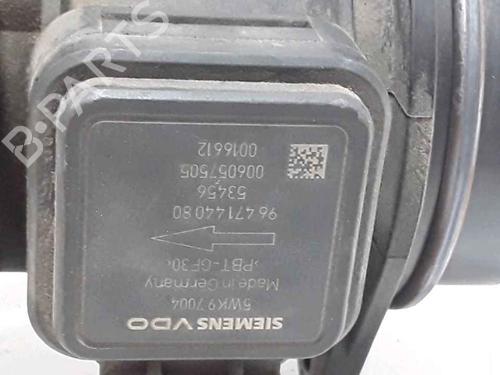 SIEMENS VDO
5WK9 7004
Made in Germany
>PBT-GF30<
96 471 440 80
53456
006057505
0016612
B-PARTS